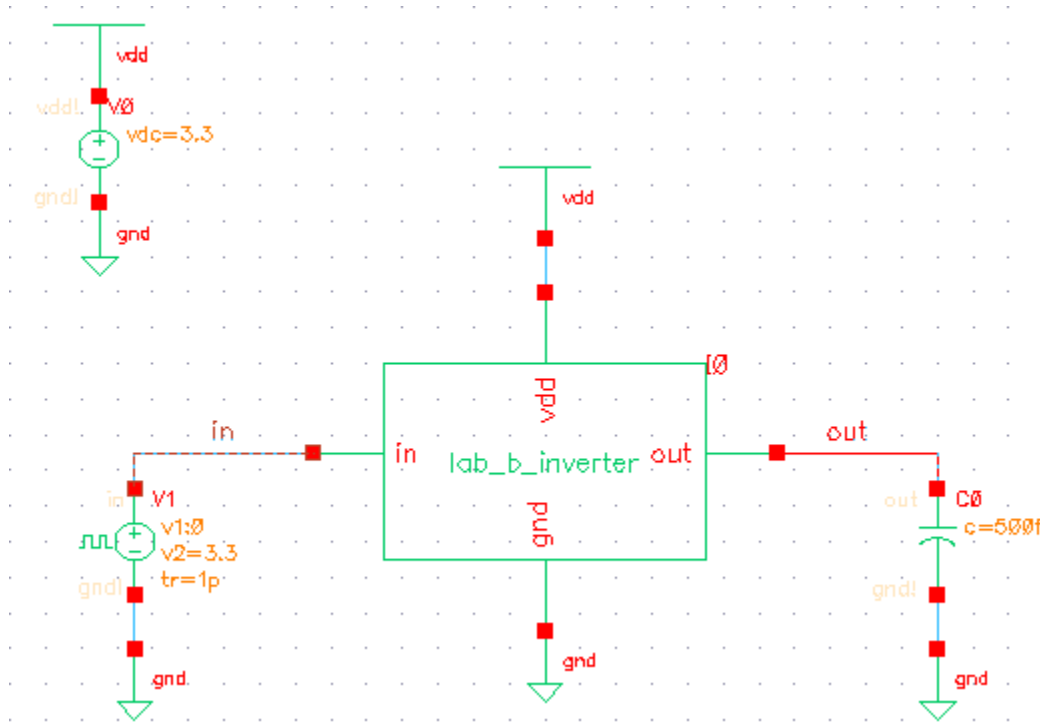 vdd
vdd!
V0
vdc=3.3
gnd!
gnd
vdd
I0
vdd
in
in
lab_b_inverter
out
out
gnd
in
V1
v1:0
v2=3.3
tr=1p
gnd!
gnd
gnd
out
C0
c=500f
gnd!
gnd